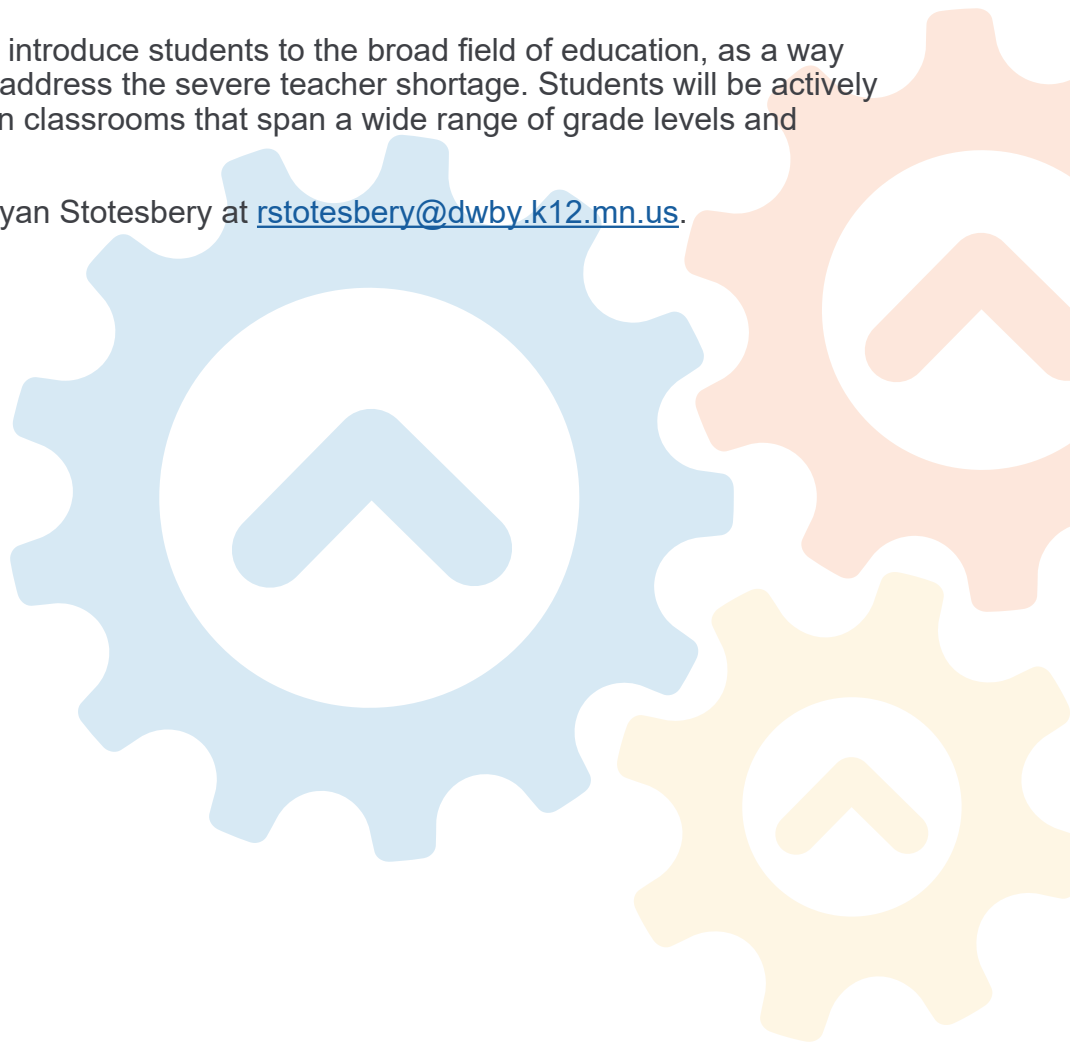 introduce students to the broad field of education, as a way
address the severe teacher shortage. Students will be actively
n classrooms that span a wide range of grade levels and
yan Stotesbery at rstotesbery@dwby.k12.mn.us.